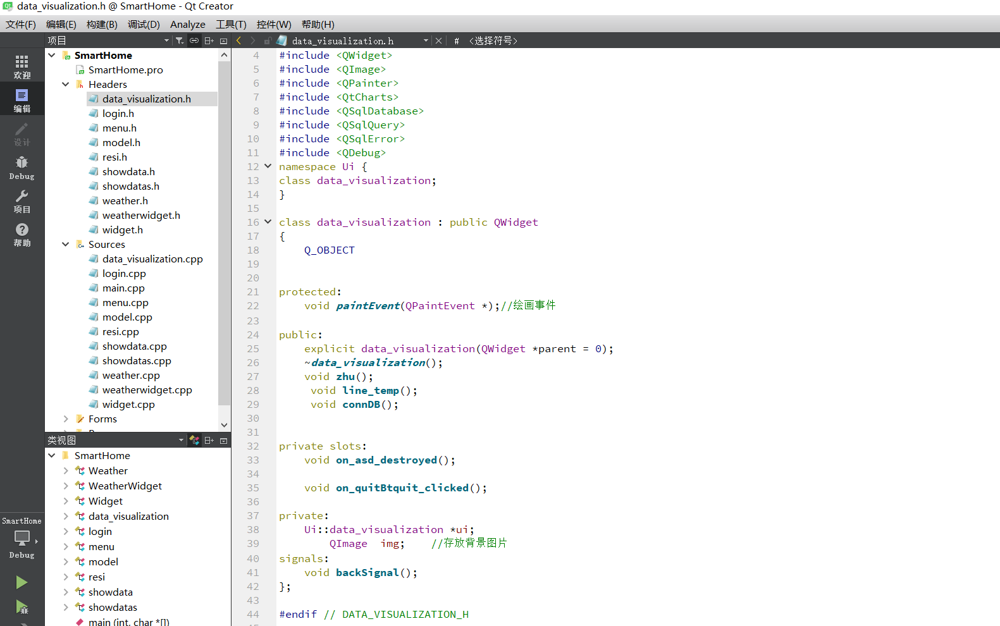 data_visualization.h @ SmartHome - Qt Creator
文件(F) 编辑(E) 构建(B) 调试(D) Analyze 工具(T) 控件(W) 帮助(H)
项目
data_visualization.h
# <选择符号>
欢迎
编辑
设计
Debug
项目
帮助
SmartHome
Debug
SmartHome
SmartHome.pro
Headers
data_visualization.h
login.h
menu.h
model.h
resi.h
showdata.h
showdatas.h
weather.h
weatherwidget.h
widget.h
Sources
data_visualization.cpp
login.cpp
main.cpp
menu.cpp
model.cpp
resi.cpp
showdata.cpp
showdatas.cpp
weather.cpp
weatherwidget.cpp
widget.cpp
Forms
类视图
SmartHome
Weather
WeatherWidget
Widget
data_visualization
login
menu
model
resi
showdata
showdatas
main (int, char *[])
4 #include <QWidget>
5 #include <QImage>
6 #include <QPainter>
7 #include <QtCharts>
8 #include <QSqlDatabase>
9 #include <QSqlQuery>
10 #include <QSqlError>
11 #include <QDebug>
12 namespace Ui {
13 class data_visualization;
14 }
15
16 class data_visualization : public QWidget
17 {
18     Q_OBJECT
19
20
21 protected:
22     void paintEvent(QPaintEvent *);//绘画事件
23
24 public:
25     explicit data_visualization(QWidget *parent = 0);
26     ~data_visualization();
27     void zhu();
28      void line_temp();
29      void connDB();
30
31
32 private slots:
33     void on_asd_destroyed();
34
35     void on_quitBtquit_clicked();
36
37 private:
38     Ui::data_visualization *ui;
39         QImage  img;    //存放背景图片
40 signals:
41     void backSignal();
42 };
43
44 #endif // DATA_VISUALIZATION_H